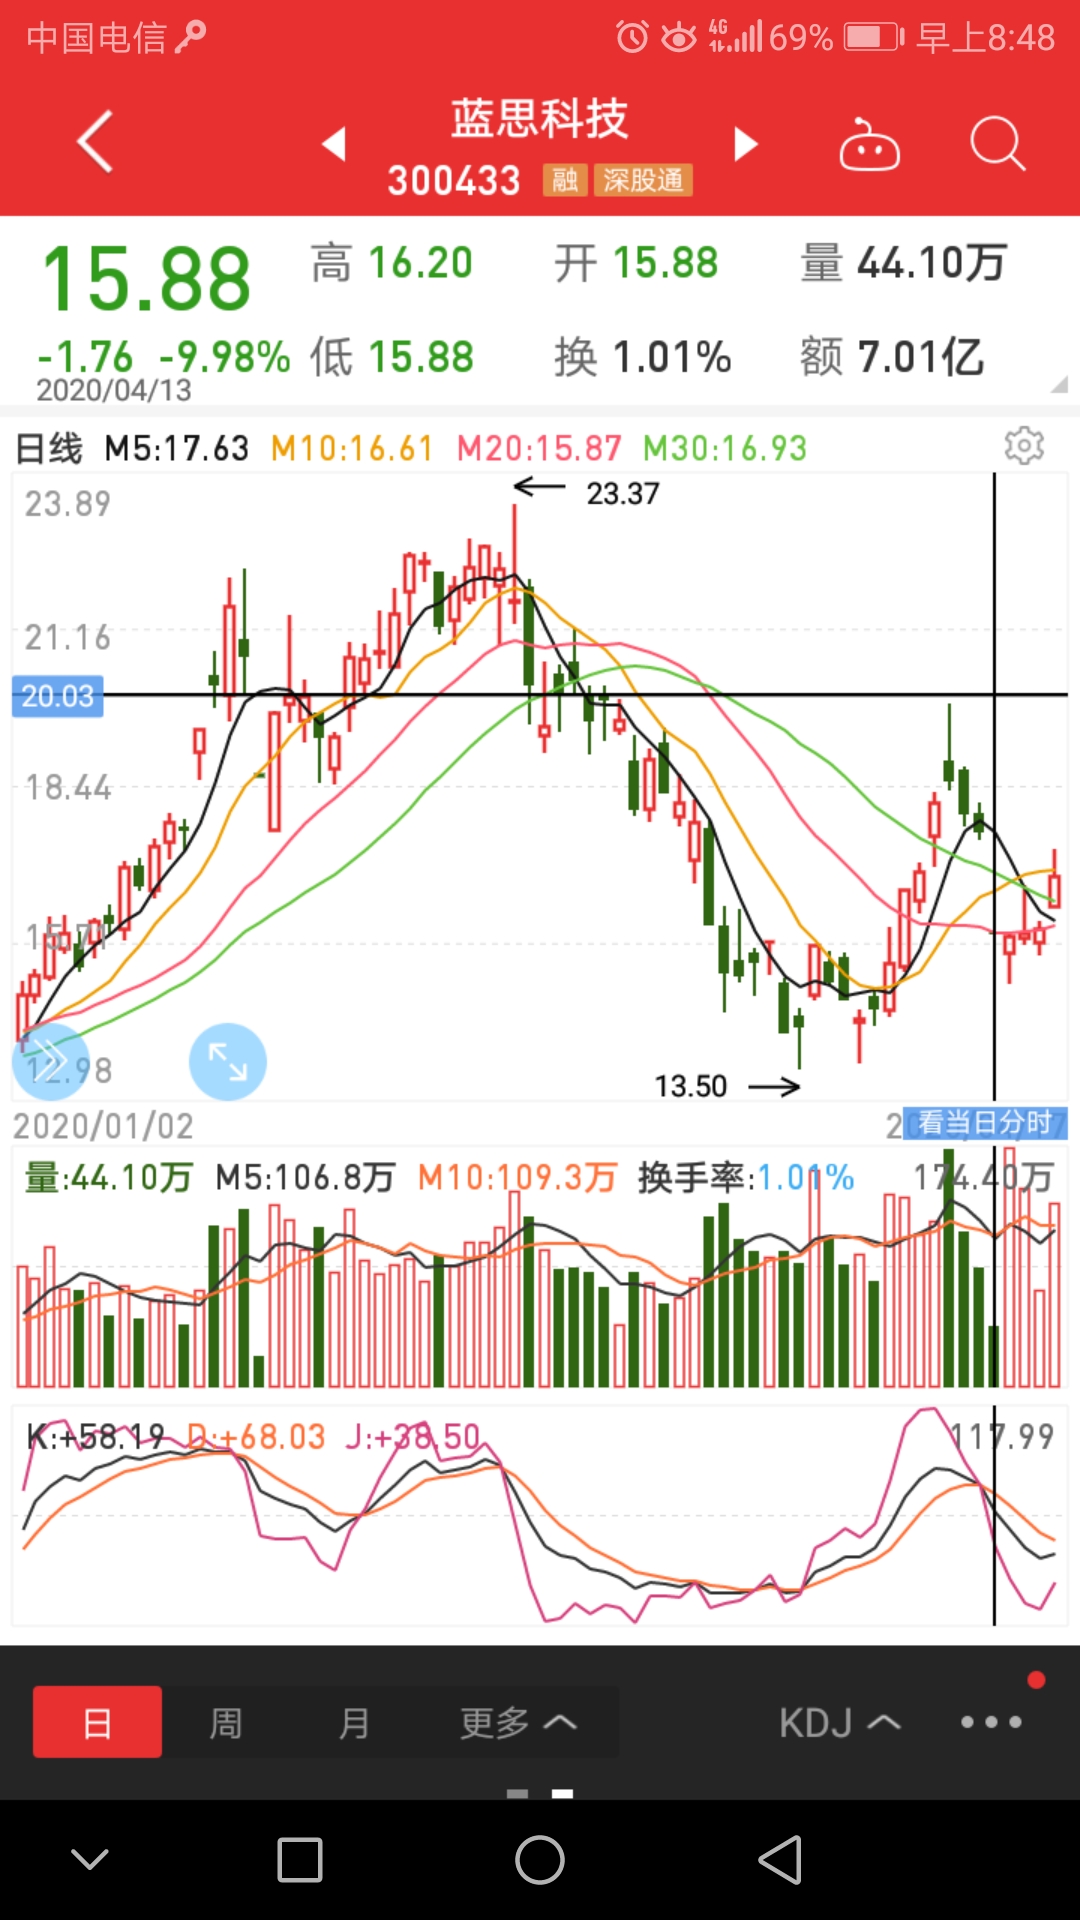 中国电信 4G 69% 早上8:48
蓝思科技
300433 融 深股通
15.88 高 16.20 开 15.88 量 44.10万
-1.76 -9.98% 低 15.88 换 1.01% 额 7.01亿
2020/04/13
日线 M5:17.63 M10:16.61 M20:15.87 M30:16.93
23.89
23.37
21.16
20.03
18.44
15.71
12.98
13.50
2020/01/02 看当日分时
量:44.10万 M5:106.8万 M10:109.3万 换手率:1.01% 174.40万
K:+58.19 D:+68.03 J:+38.50 117.99
日 周 月 更多 KDJ